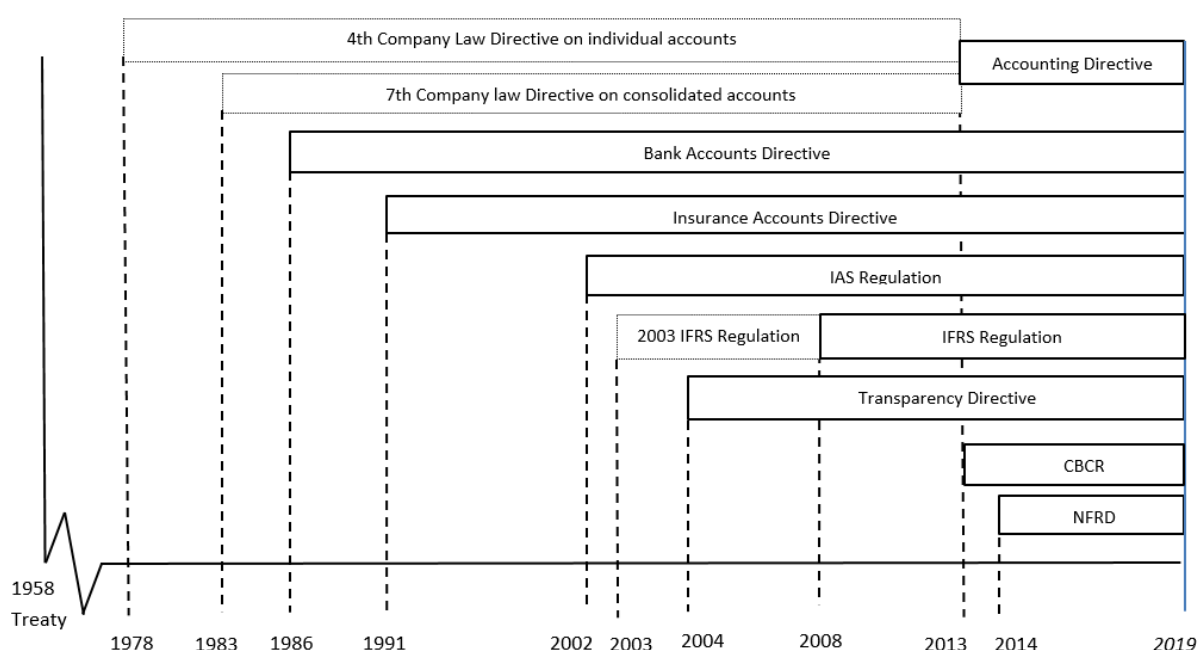 4th Company Law Directive on individual accounts
Accounting Directive
7th Company law Directive on consolidated accounts
Bank Accounts Directive
Insurance Accounts Directive
IAS Regulation
2003 IFRS Regulation
IFRS Regulation
Transparency Directive
CBCR
NFRD
1958
Treaty
1978
1983
1986
1991
2002
2003
2004
2008
2013
2014
2019